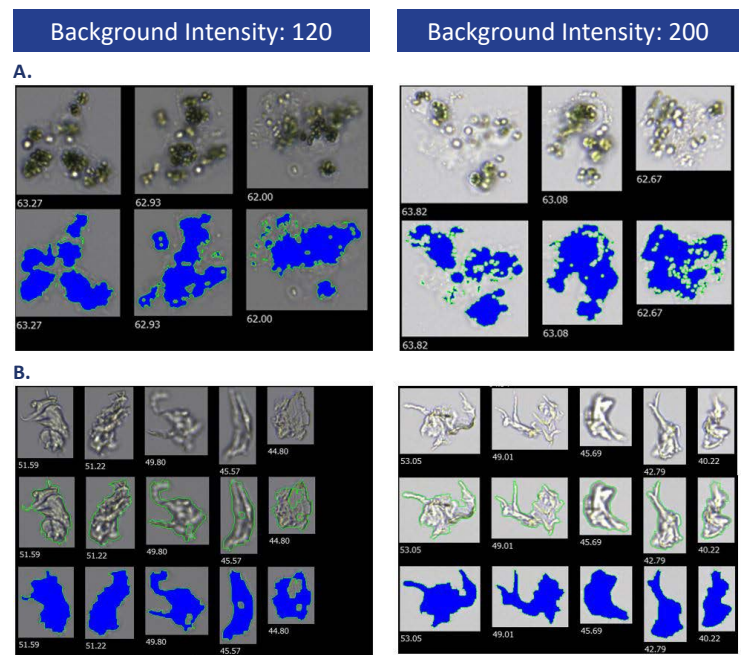 Background Intensity: 120
Background Intensity: 200
A.
63.27 62.93 62.00
63.82 63.08 62.67
63.27 62.93 62.00
63.82 63.08 62.67
B.
51.59 51.22 49.80 45.57 44.80
53.05 49.01 45.69 42.79 40.22
51.59 51.22 49.80 45.57 44.80
53.05 49.01 45.69 42.79 40.22
51.59 51.22 49.80 45.57 44.80
53.05 49.01 45.69 42.79 40.22